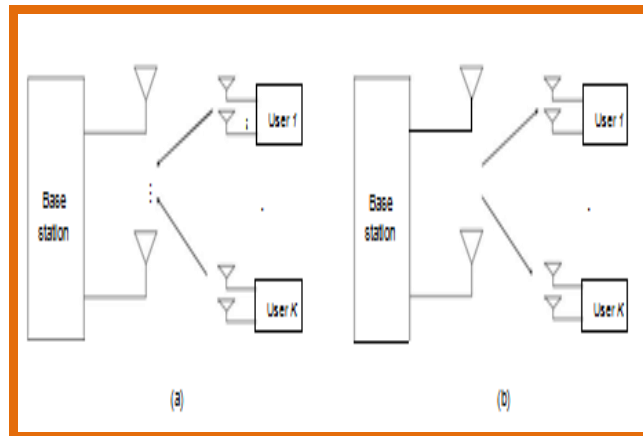 User 1
Base
station
User K
(a)
User 1
Base
station
User K
(b)